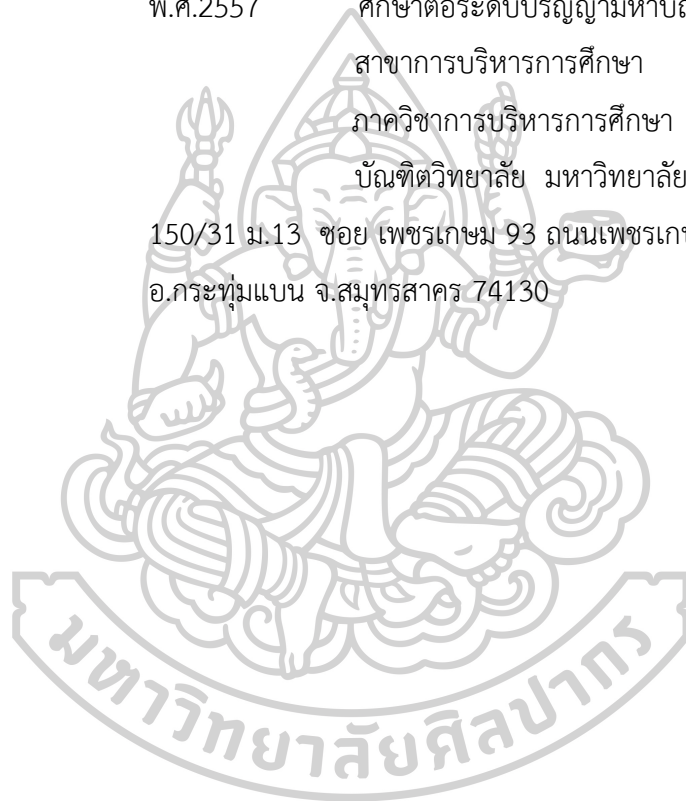 พ.ศ.2557 ศึกษาต่อระดับปริญญามหาบัณ
สาขาการบริหารการศึกษา
ภาควิชาการบริหารการศึกษา
บัณฑิตวิทยาลัย มหาวิทยาลัย
150/31 ม.13 ซอย เพชรเกษม 93 ถนนเพชรเกษ
อ.กระทุ่มแบน จ.สมุทรสาคร 74130
มหาวิทยาลัยศิลปากร